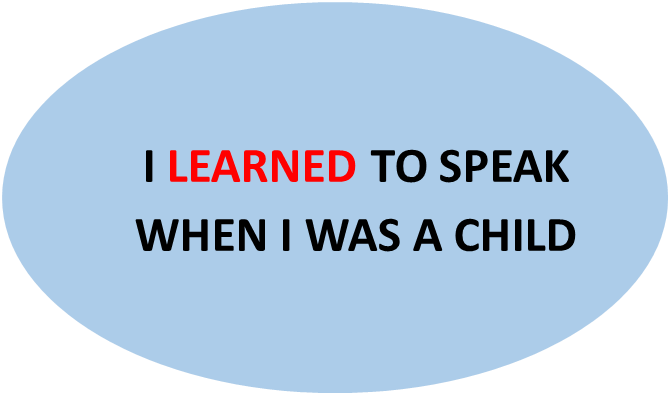 I LEARNED TO SPEAK
WHEN I WAS A CHILD